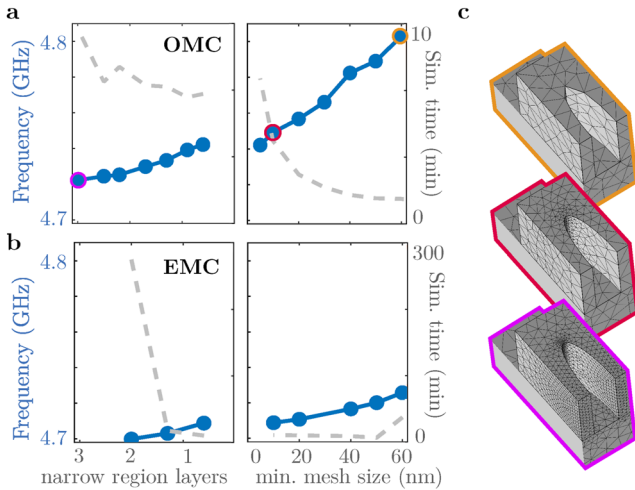 a
OMC
4.8
4.7
Frequency (GHz)
10
0
Sim. time (min)
b
EMC
4.8
4.7
Frequency (GHz)
300
0
Sim. time (min)
3 2 1
narrow region layers
0 20 40 60
min. mesh size (nm)
c